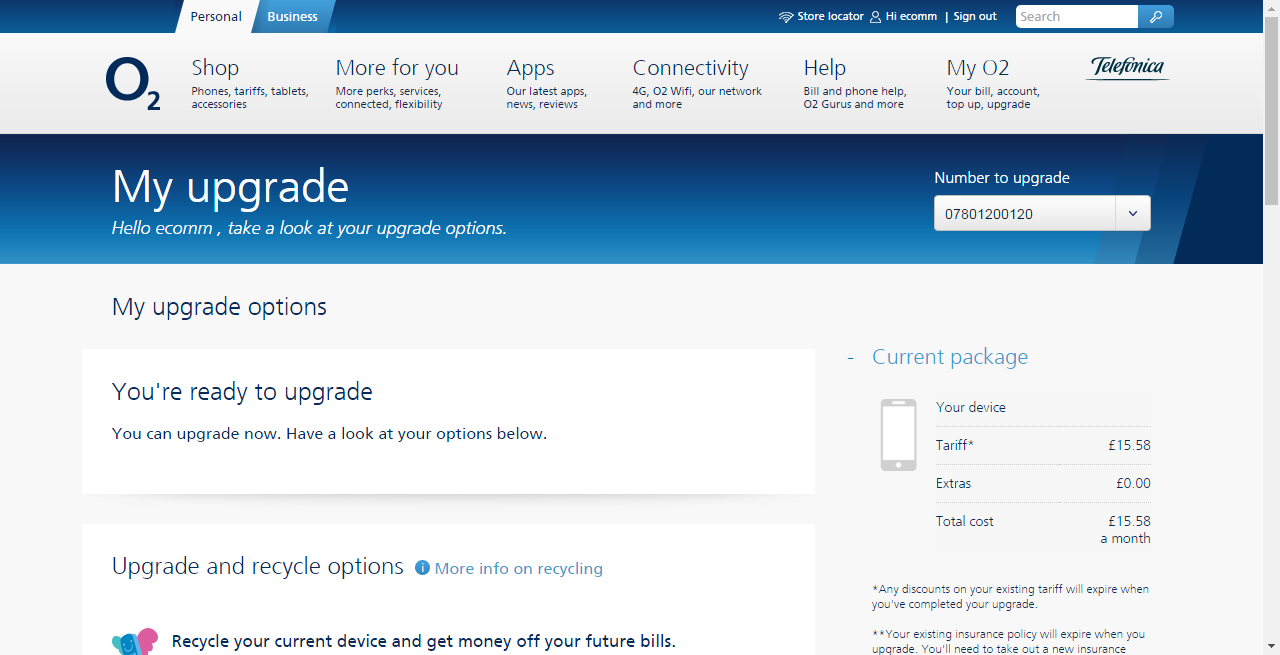 Personal
Business
Store locator
Hi ecomm
| Sign out
Search
O2
Shop
Phones, tariffs, tablets,
accessories
More for you
More perks, services,
connected, flexibility
Apps
Our latest apps,
news, reviews
Connectivity
4G, O2 Wifi, our network
and more
Help
Bill and phone help,
O2 Gurus and more
My O2
Your bill, account,
top up, upgrade
Telefónica
My upgrade
Hello ecomm , take a look at your upgrade options.
Number to upgrade
07801200120
My upgrade options
You're ready to upgrade
You can upgrade now. Have a look at your options below.
Upgrade and recycle options
i More info on recycling
Recycle your current device and get money off your future bills.
- Current package
Your device
Tariff* £15.58
Extras £0.00
Total cost £15.58
a month
*Any discounts on your existing tariff will expire when
you've completed your upgrade.
**Your existing insurance policy will expire when you
upgrade. You'll need to take out a new insurance